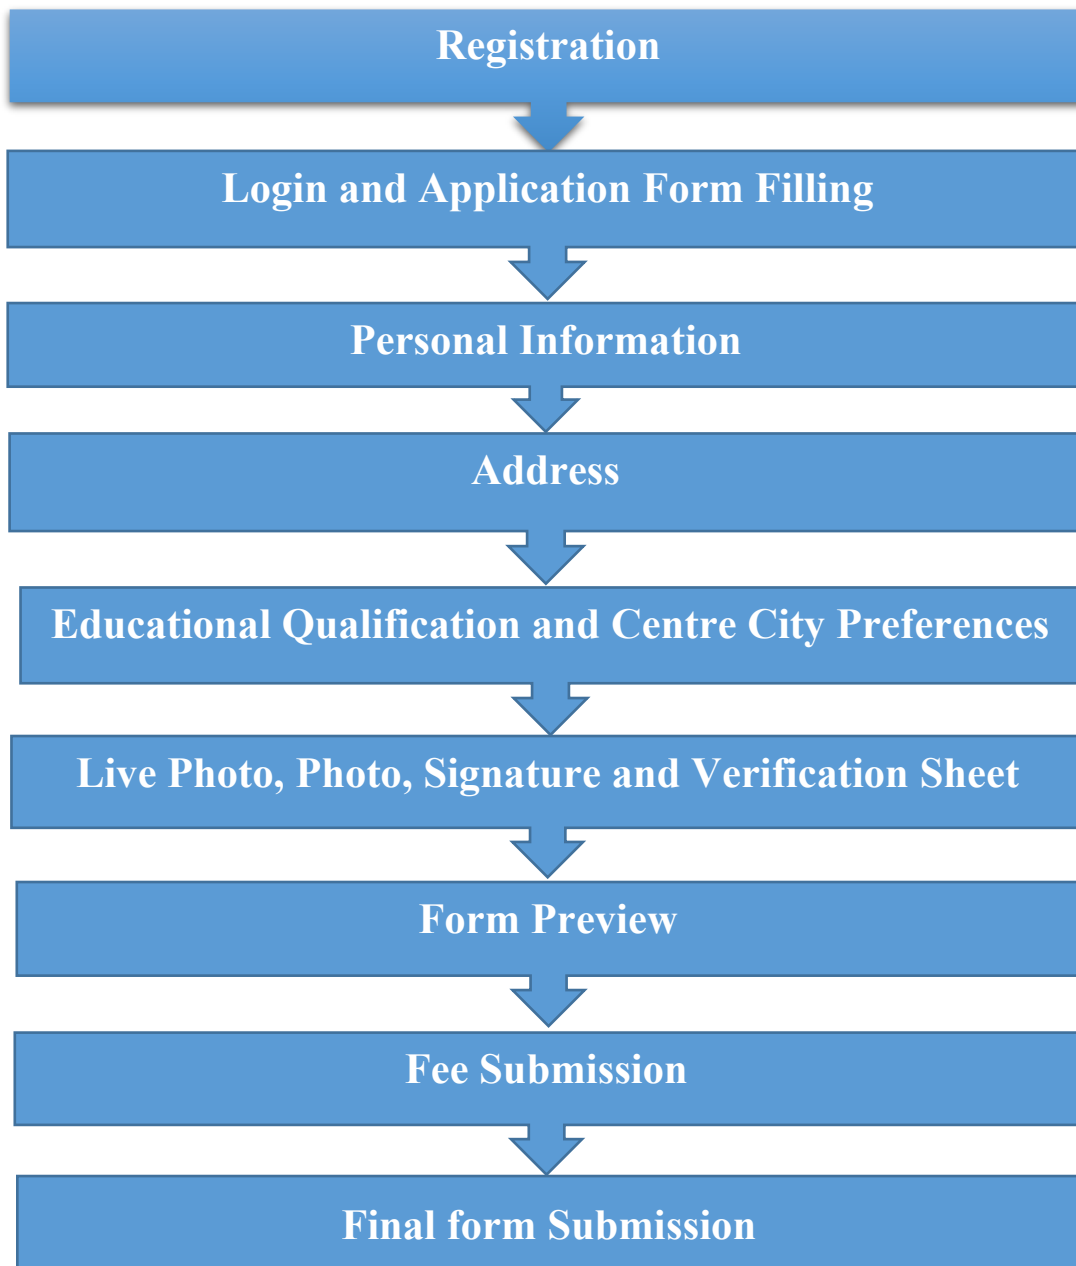 Registration
Login and Application Form Filling
Personal Information
Address
Educational Qualification and Centre City Preferences
Live Photo, Photo, Signature and Verification Sheet
Form Preview
Fee Submission
Final form Submission